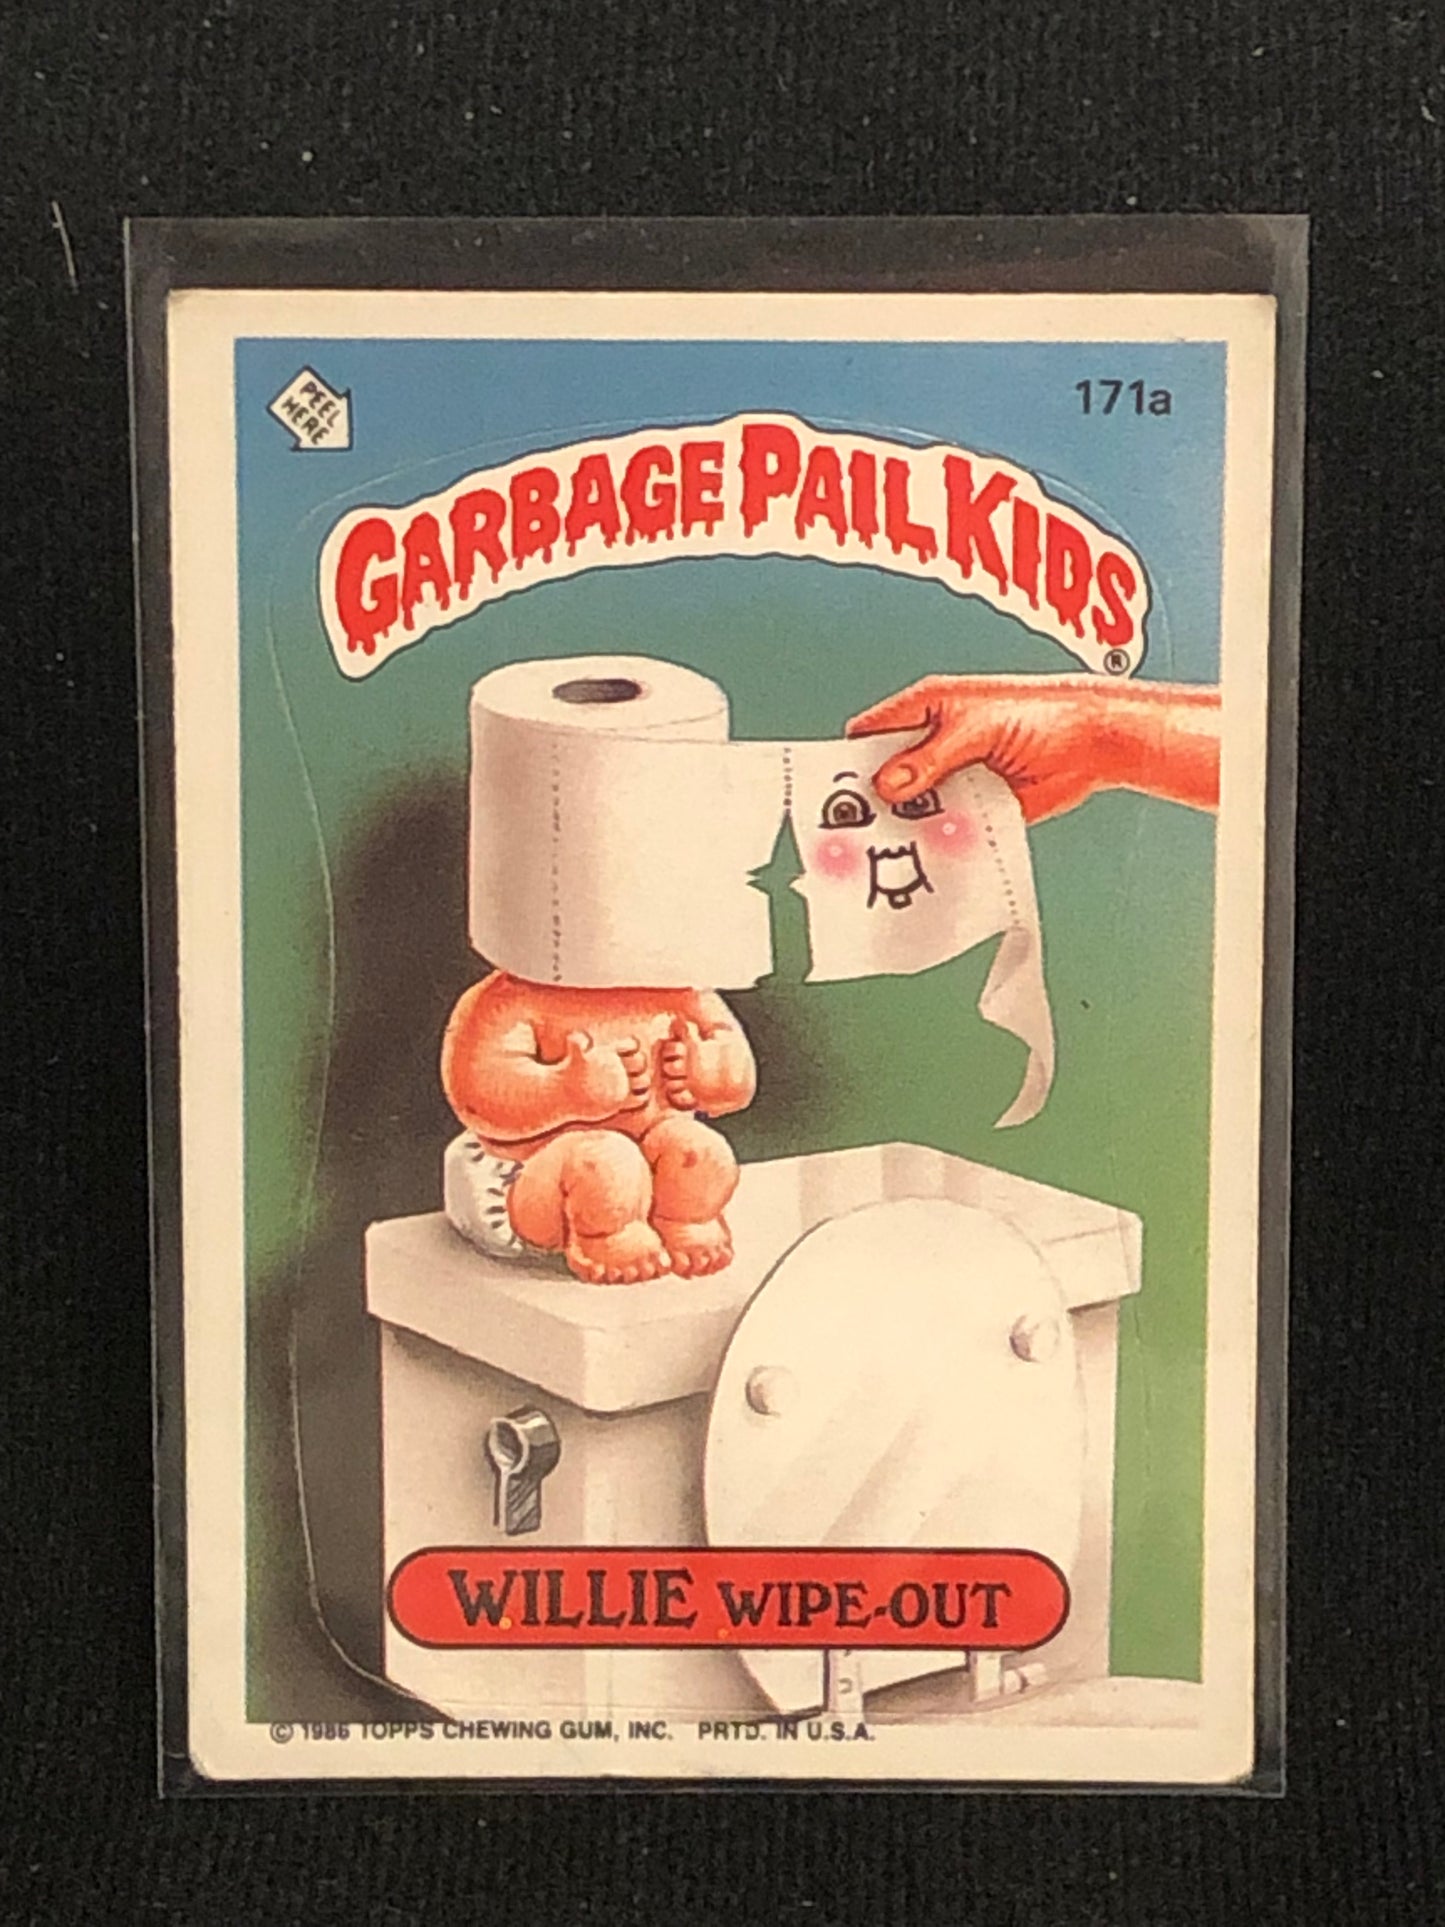 PEEL
HERE
171a
GARBAGE PAIL KIDS
®
WILLIE WIPE-OUT
© 1986 TOPPS CHEWING GUM, INC. PRTD. IN U.S.A.